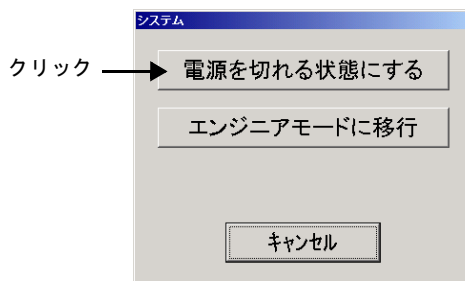 システム
クリック
電源を切れる状態にする
エンジニアモードに移行
キャンセル